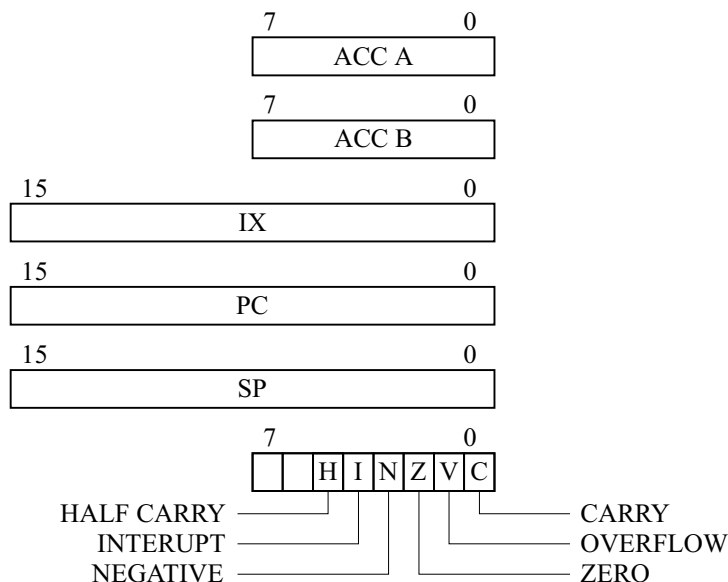 7 0
ACC A
7 0
ACC B
15 0
IX
15 0
PC
15 0
SP
7 0
H I N Z V C
HALF CARRY CARRY
INTERUPT OVERFLOW
NEGATIVE ZERO